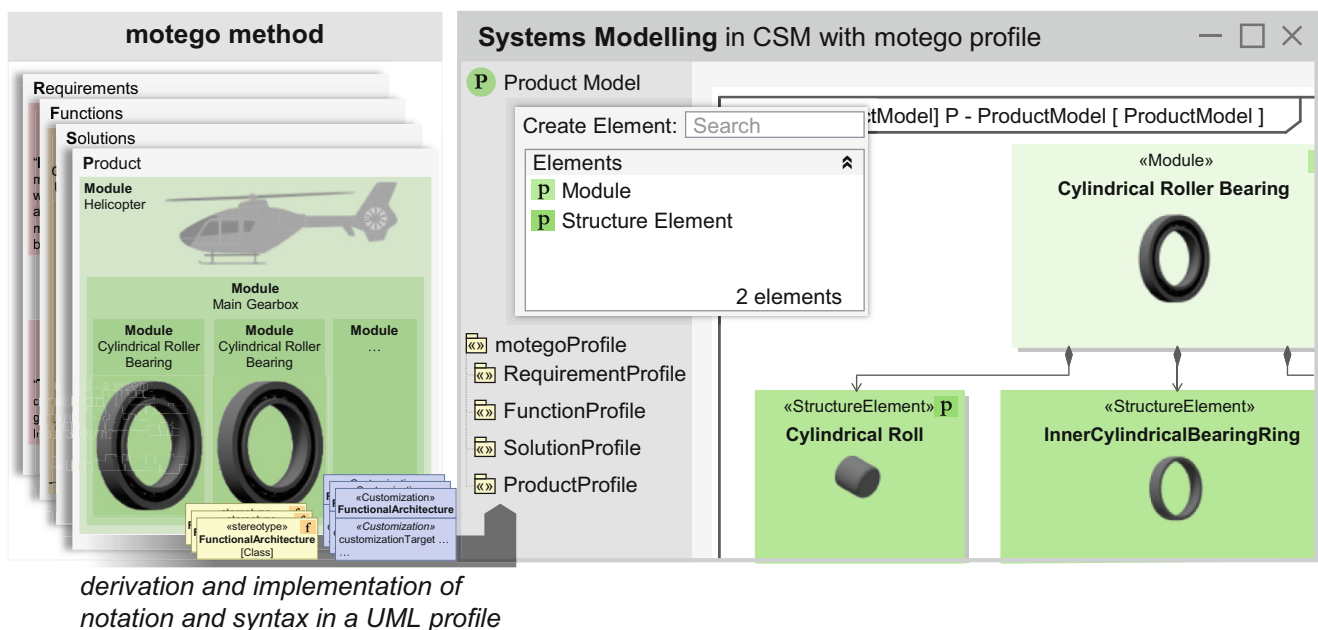 motego method
Requirements
Functions
Solutions
Product
Module
Helicopter
Module
Main Gearbox
Module
Cylindrical Roller
Bearing
Module
Cylindrical Roller
Bearing
Module
…
«stereotype»
FunctionalArchitecture
[Class]
f
«Customization»
FunctionalArchitecture
«Customization»
customizationTarget …
…
derivation and implementation of
notation and syntax in a UML profile
Systems Modelling in CSM with motego profile
P Product Model
Create Element: Search
Elements
p Module
p Structure Element
2 elements
«» motegoProfile
«» RequirementProfile
«» FunctionProfile
«» SolutionProfile
«» ProductProfile
ctModel] P - ProductModel [ ProductModel ]
«Module»
Cylindrical Roller Bearing
«StructureElement» p
Cylindrical Roll
«StructureElement»
InnerCylindricalBearingRing